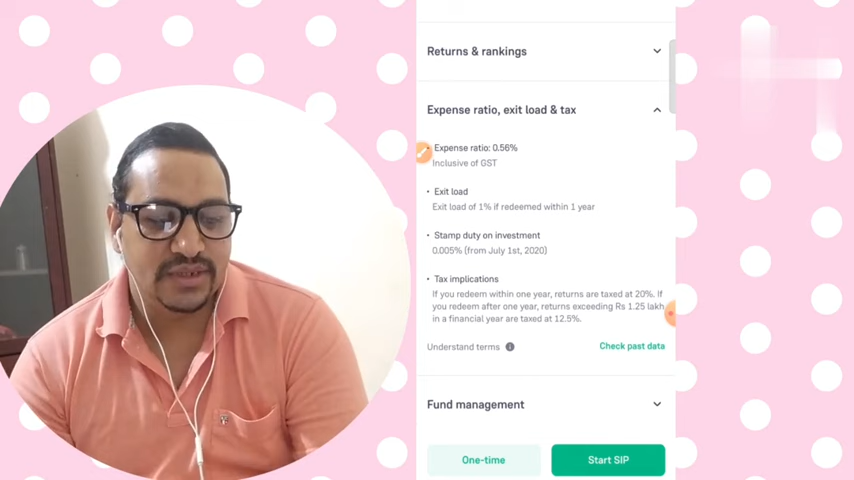 Returns & rankings
Expense ratio, exit load & tax
Expense ratio: 0.56%
Inclusive of GST
Exit load
Exit load of 1% if redeemed within 1 year
Stamp duty on investment
0.005% (from July 1st, 2020)
Tax implications
If you redeem within one year, returns are taxed at 20%. If
you redeem after one year, returns exceeding Rs 1.25 lakh
in a financial year are taxed at 12.5%.
Understand terms
Check past data
Fund management
One-time
Start SIP